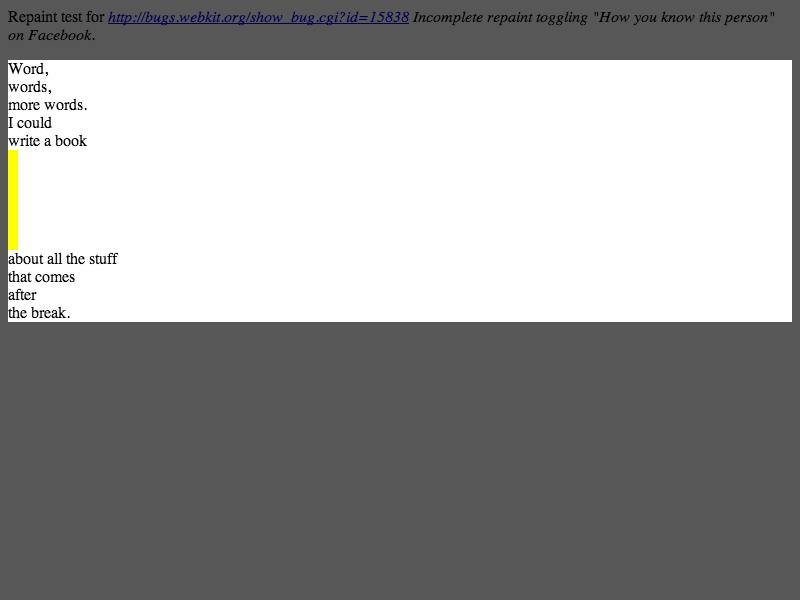 Repaint test for http://bugs.webkit.org/show_bug.cgi?id=15838 Incomplete repaint toggling "How you know this person"
on Facebook.
Word,
words,
more words.
I could
write a book
about all the stuff
that comes
after
the break.